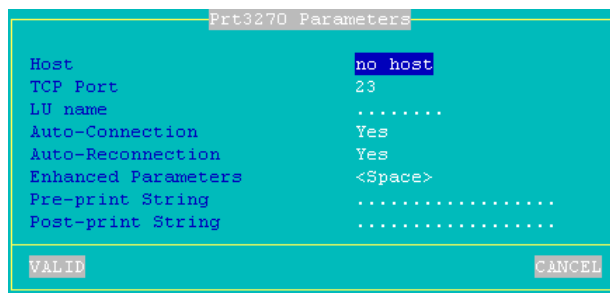 Prt3270 Parameters
Host no host
TCP Port 23
LU name ........
Auto-Connection Yes
Auto-Reconnection Yes
Enhanced Parameters <Space>
Pre-print String ..................
Post-print String ..................
VALID CANCEL